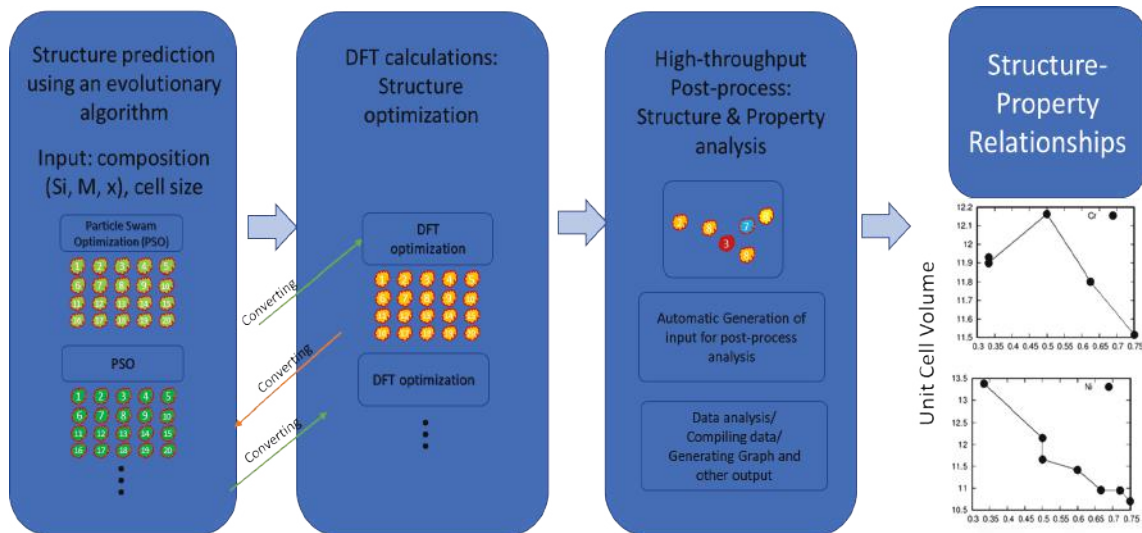 Structure prediction
using an evolutionary
algorithm
Input: composition
(Si, M, x), cell size
Particle Swam
Optimization (PSO)
1 2 3 4 5
6 7 8 9 10
11 12 13 14 15
16 17 18 19 20
PSO
1 2 3 4 5
6 7 8 9 10
11 12 13 14 15
16 17 18 19 20
Converting
Converting
Converting
DFT calculations:
Structure
optimization
DFT
optimization
DFT optimization
High-throughput
Post-process:
Structure & Property
analysis
8 7
3
Automatic Generation of
input for post-process
analysis
Data analysis/
Compiling data/
Generating Graph and
other output
Structure-
Property
Relationships
Unit Cell Volume
Cr
12.2
12.1
12
11.9
11.8
11.7
11.6
11.5
0.3 0.35 0.4 0.45 0.5 0.55 0.6 0.65 0.7 0.75
Ni
13.5
13
12.5
12
11.5
11
10.5
0.3 0.35 0.4 0.45 0.5 0.55 0.6 0.65 0.7 0.75